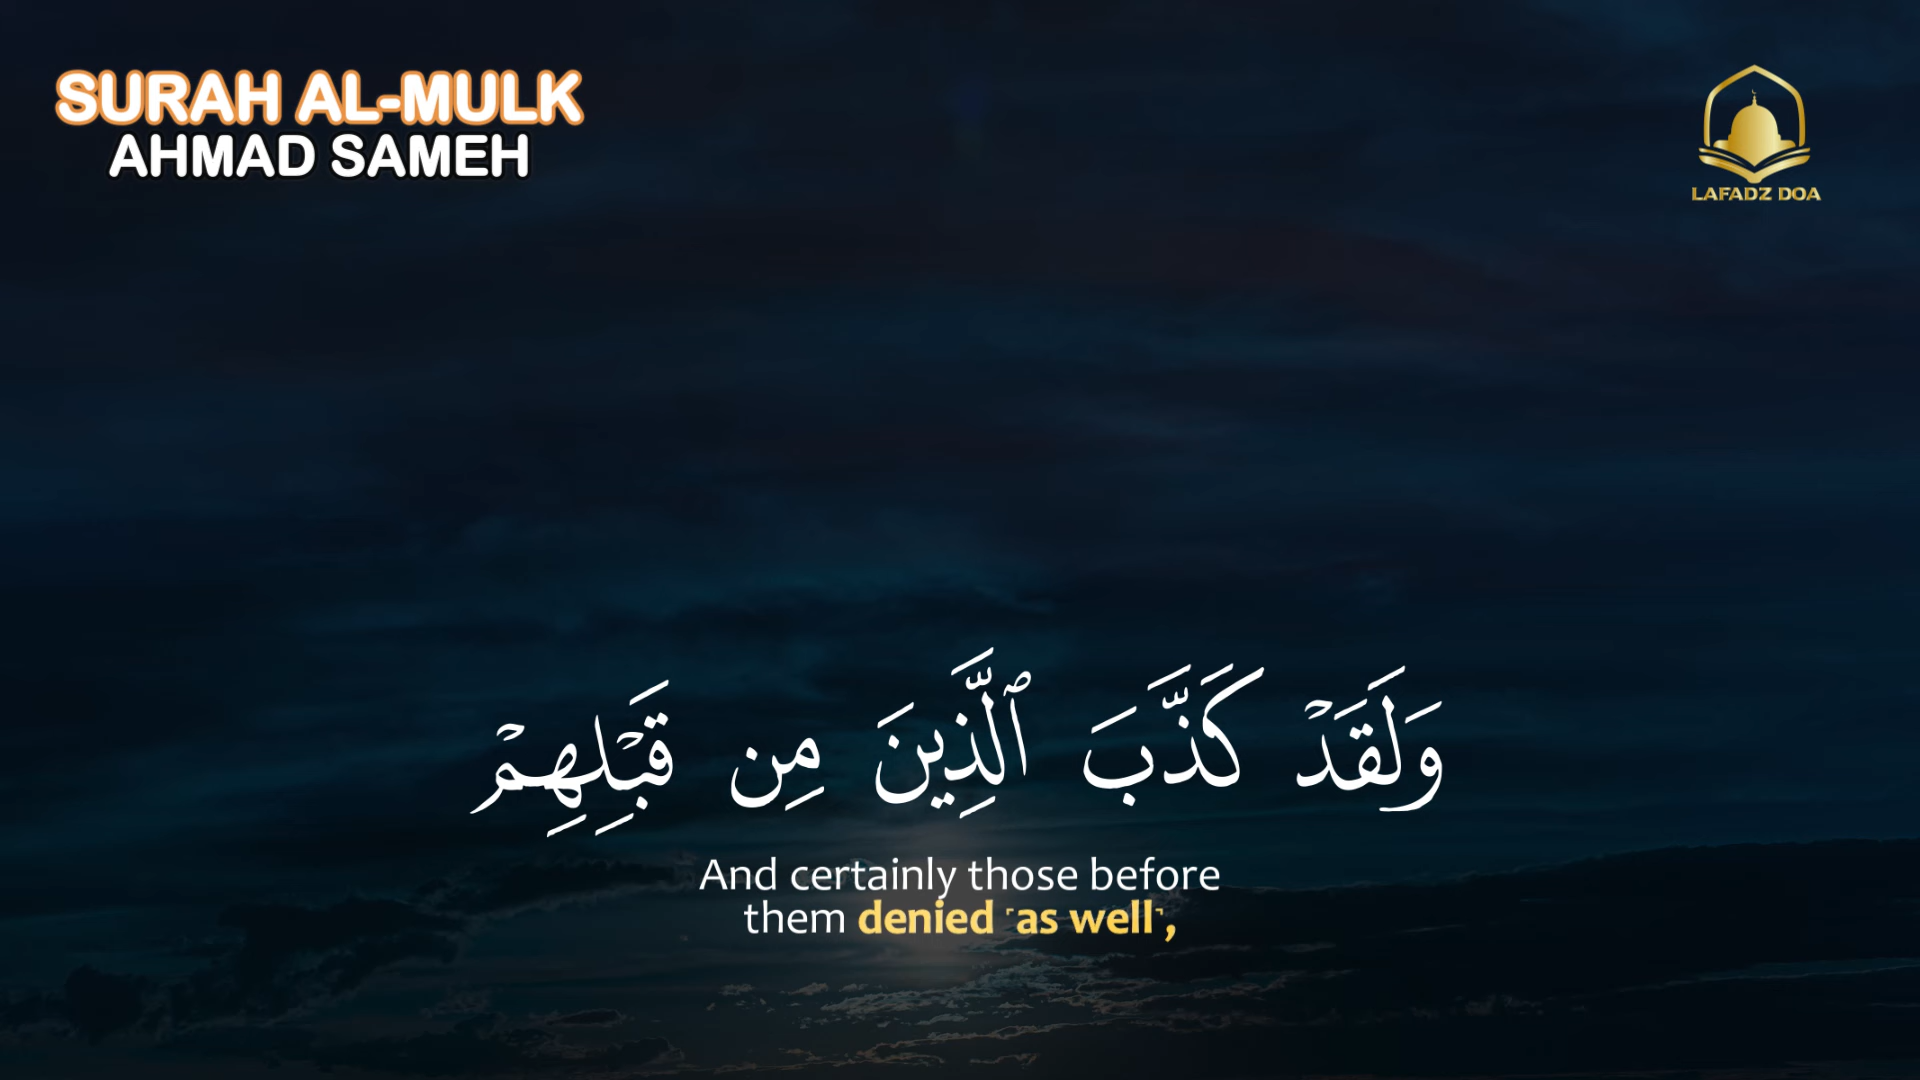 SURAH AL-MULK
AHMAD SAMEH
LAFADZ DOA
وَلَقَدْ كَذَّبَ ٱلَّذِينَ مِن قَبْلِهِمْ
And certainly those before
them denied ˹as well˺,